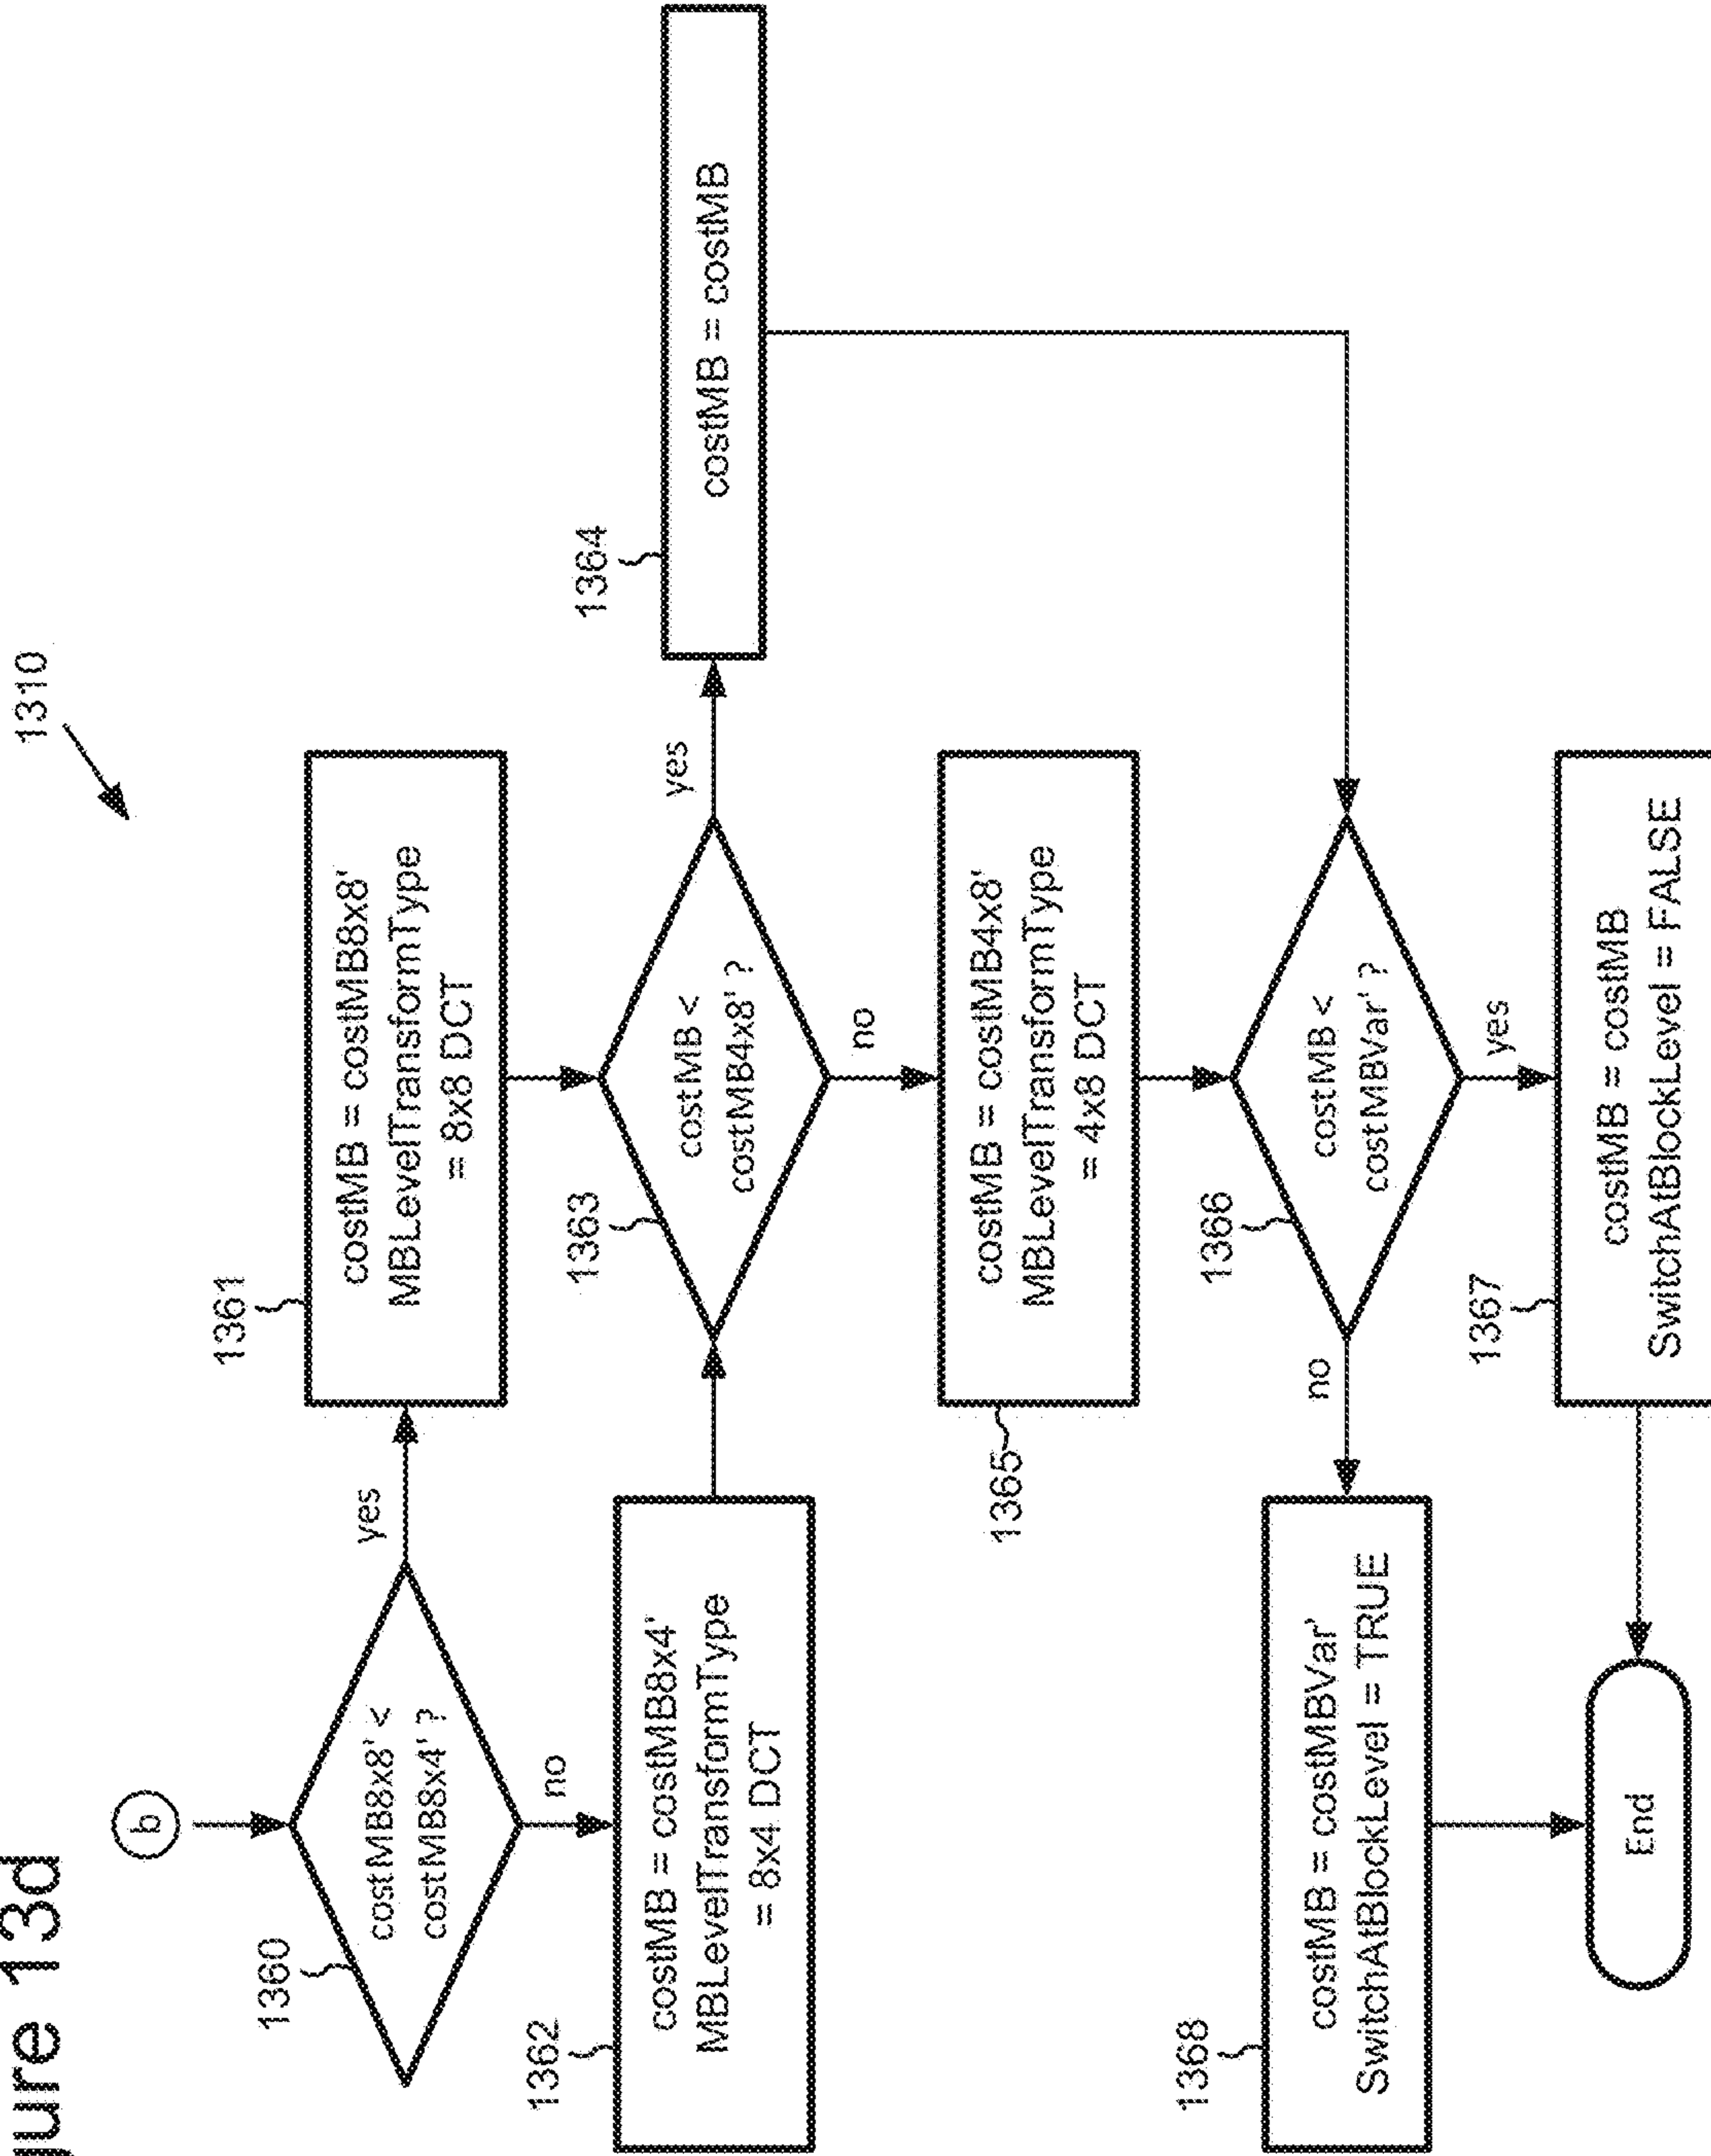 gure 13d
1310
b
1360
costMB8x8' <
costMB8x4' ?
yes
no
1361
costMB = costMB8x8'
MBLevelTransformType
= 8x8 DCT
1362
costMB = costMB8x4'
MBLevelTransformType
= 8x4 DCT
1363
costMB <
costMB4x8' ?
yes
no
1364
costMB = costMB
1365
costMB = costMB4x8'
MBLevelTransformType
= 4x8 DCT
1366
costMB <
costMBVar' ?
no
yes
1368
costMB = costMBVar'
SwitchAtBlockLevel = TRUE
1367
costMB = costMB
SwitchAtBlockLevel = FALSE
End